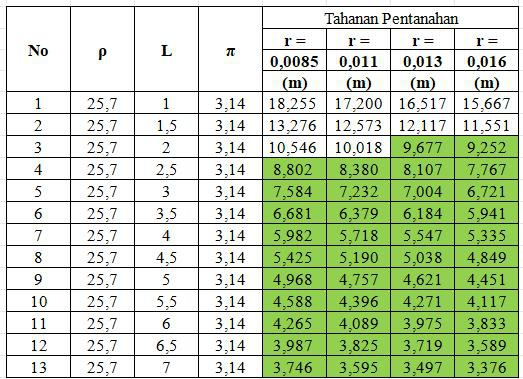 No ρ L π Tahanan Pentanahan
r = r = r = r =
0,0085 0,011 0,013 0,016
(m) (m) (m) (m)
1 25,7 1 3,14 18,255 17,200 16,517 15,667
2 25,7 1,5 3,14 13,276 12,573 12,117 11,551
3 25,7 2 3,14 10,546 10,018 9,677 9,252
4 25,7 2,5 3,14 8,802 8,380 8,107 7,767
5 25,7 3 3,14 7,584 7,232 7,004 6,721
6 25,7 3,5 3,14 6,681 6,379 6,184 5,941
7 25,7 4 3,14 5,982 5,718 5,547 5,335
8 25,7 4,5 3,14 5,425 5,190 5,038 4,849
9 25,7 5 3,14 4,968 4,757 4,621 4,451
10 25,7 5,5 3,14 4,588 4,396 4,271 4,117
11 25,7 6 3,14 4,265 4,089 3,975 3,833
12 25,7 6,5 3,14 3,987 3,825 3,719 3,589
13 25,7 7 3,14 3,746 3,595 3,497 3,376